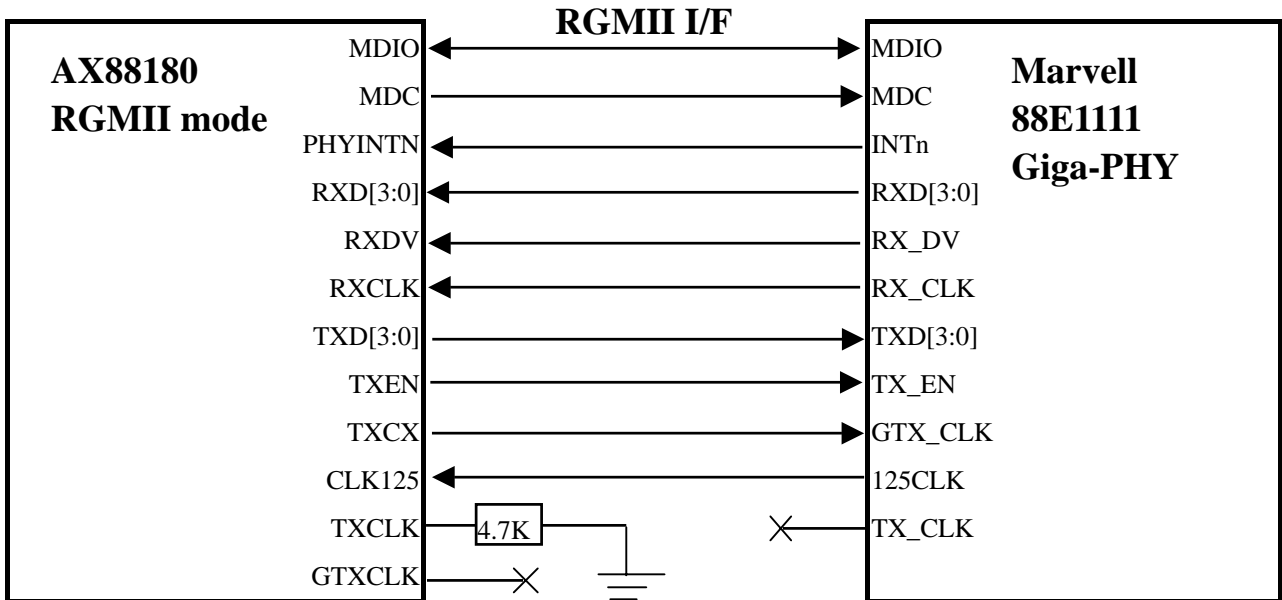 RGMII I/F
AX88180
RGMII mode
Marvell
88E1111
Giga-PHY
MDIO MDIO
MDC MDC
PHYINTN INTn
RXD[3:0] RXD[3:0]
RXDV RX_DV
RXCLK RX_CLK
TXD[3:0] TXD[3:0]
TXEN TX_EN
TXCX GTX_CLK
CLK125 125CLK
TXCLK 4.7K TX_CLK
GTXCLK